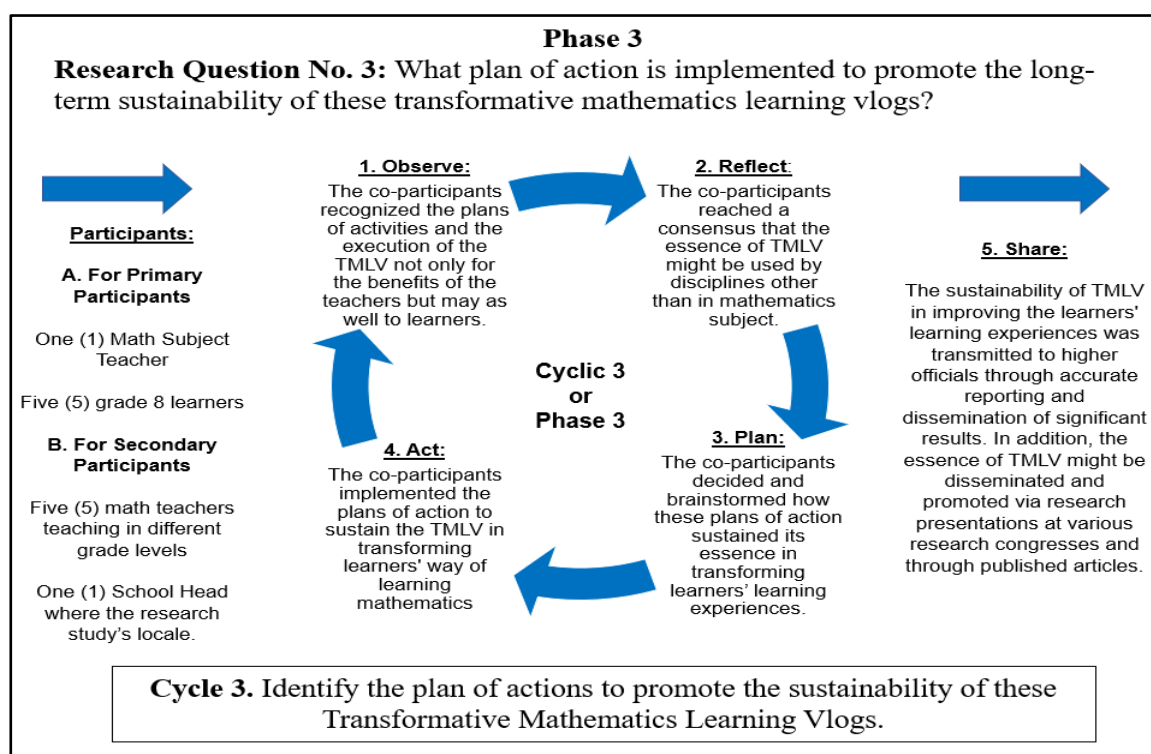 Phase 3
Research Question No. 3: What plan of action is implemented to promote the long-
term sustainability of these transformative mathematics learning vlogs?
Participants:
A. For Primary
Participants
One (1) Math Subject
Teacher
Five (5) grade 8 learners
B. For Secondary
Participants
Five (5) math teachers
teaching in different
grade levels
One (1) School Head
where the research
study's locale.
1. Observe:
The co-participants
recognized the plans
of activities and the
execution of the
TMLV not only for
the benefits of the
teachers but may as
well to learners.
2. Reflect:
The co-participants
reached a
consensus that the
essence of TMLV
might be used by
disciplines other
than in mathematics
subject.
Cyclic 3
or
Phase 3
3. Plan:
The co-participants
decided and
brainstormed how
these plans of action
sustained its
essence in
transforming
learners' learning
experiences.
4. Act:
The co-participants
implemented the
plans of action to
sustain the TMLV in
transforming
learners' way of
learning
mathematics
5. Share:
The sustainability of TMLV
in improving the learners'
learning experiences was
transmitted to higher
officials through accurate
reporting and
dissemination of significant
results. In addition, the
essence of TMLV might be
disseminated and
promoted via research
presentations at various
research congresses and
through published articles.
Cycle 3. Identify the plan of actions to promote the sustainability of these
Transformative Mathematics Learning Vlogs.